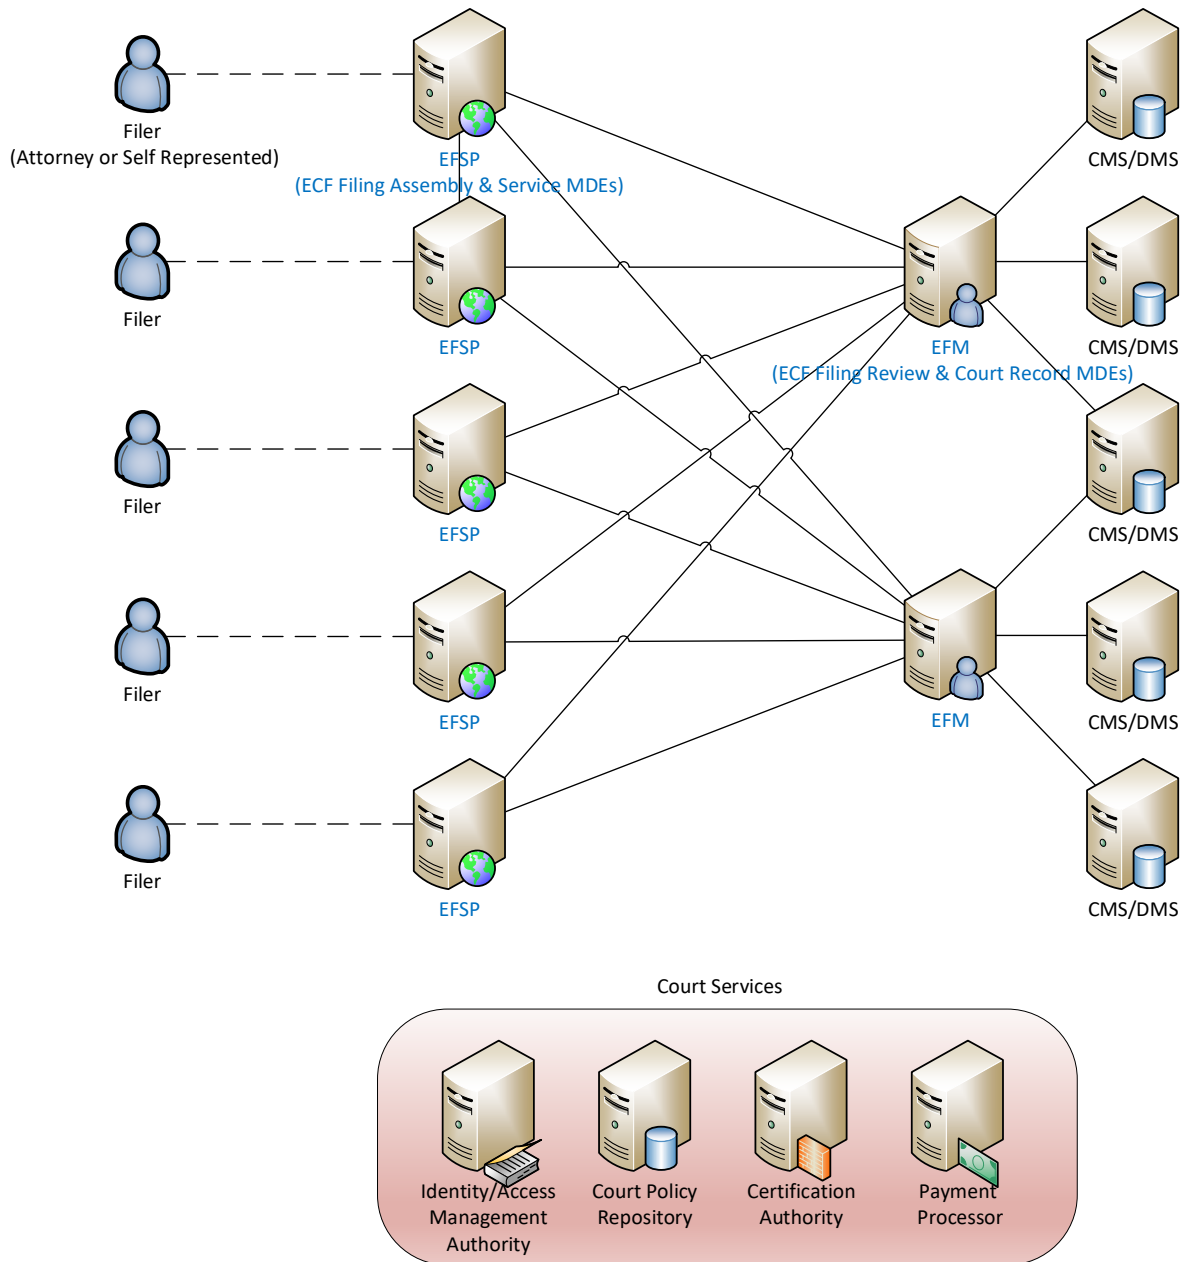 Filer
(Attorney or Self Represented)
EFSP
(ECF Filing Assembly & Service MDEs)
CMS/DMS
Filer
EFSP
EFM
(ECF Filing Review & Court Record MDEs)
CMS/DMS
Filer
EFSP
CMS/DMS
Filer
EFSP
EFM
CMS/DMS
Filer
EFSP
CMS/DMS
Court Services
Identity/Access
Management
Authority
Court Policy
Repository
Certification
Authority
Payment
Processor